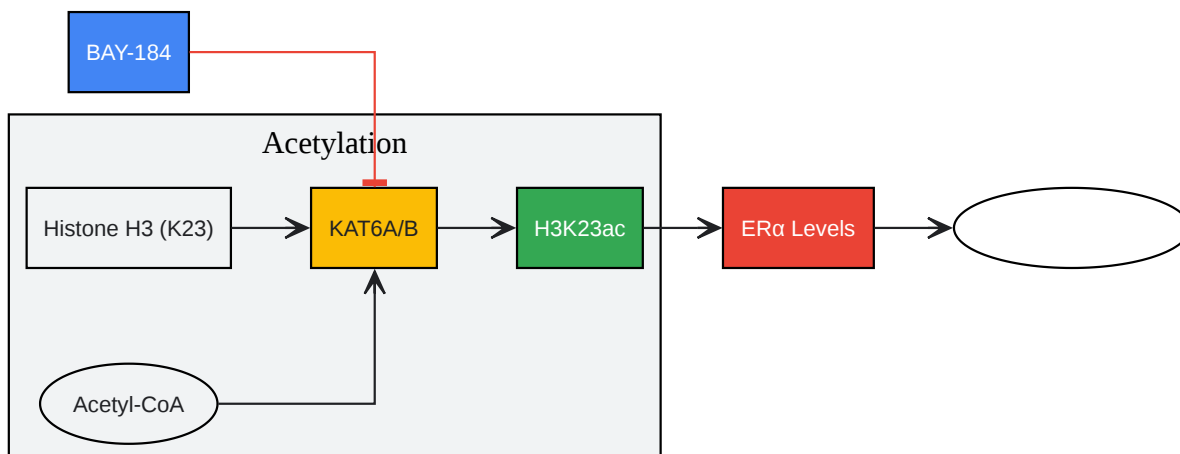 BAY-184
Acetylation
Histone H3 (K23)
KAT6A/B
H3K23ac
ERα Levels
Acetyl-CoA